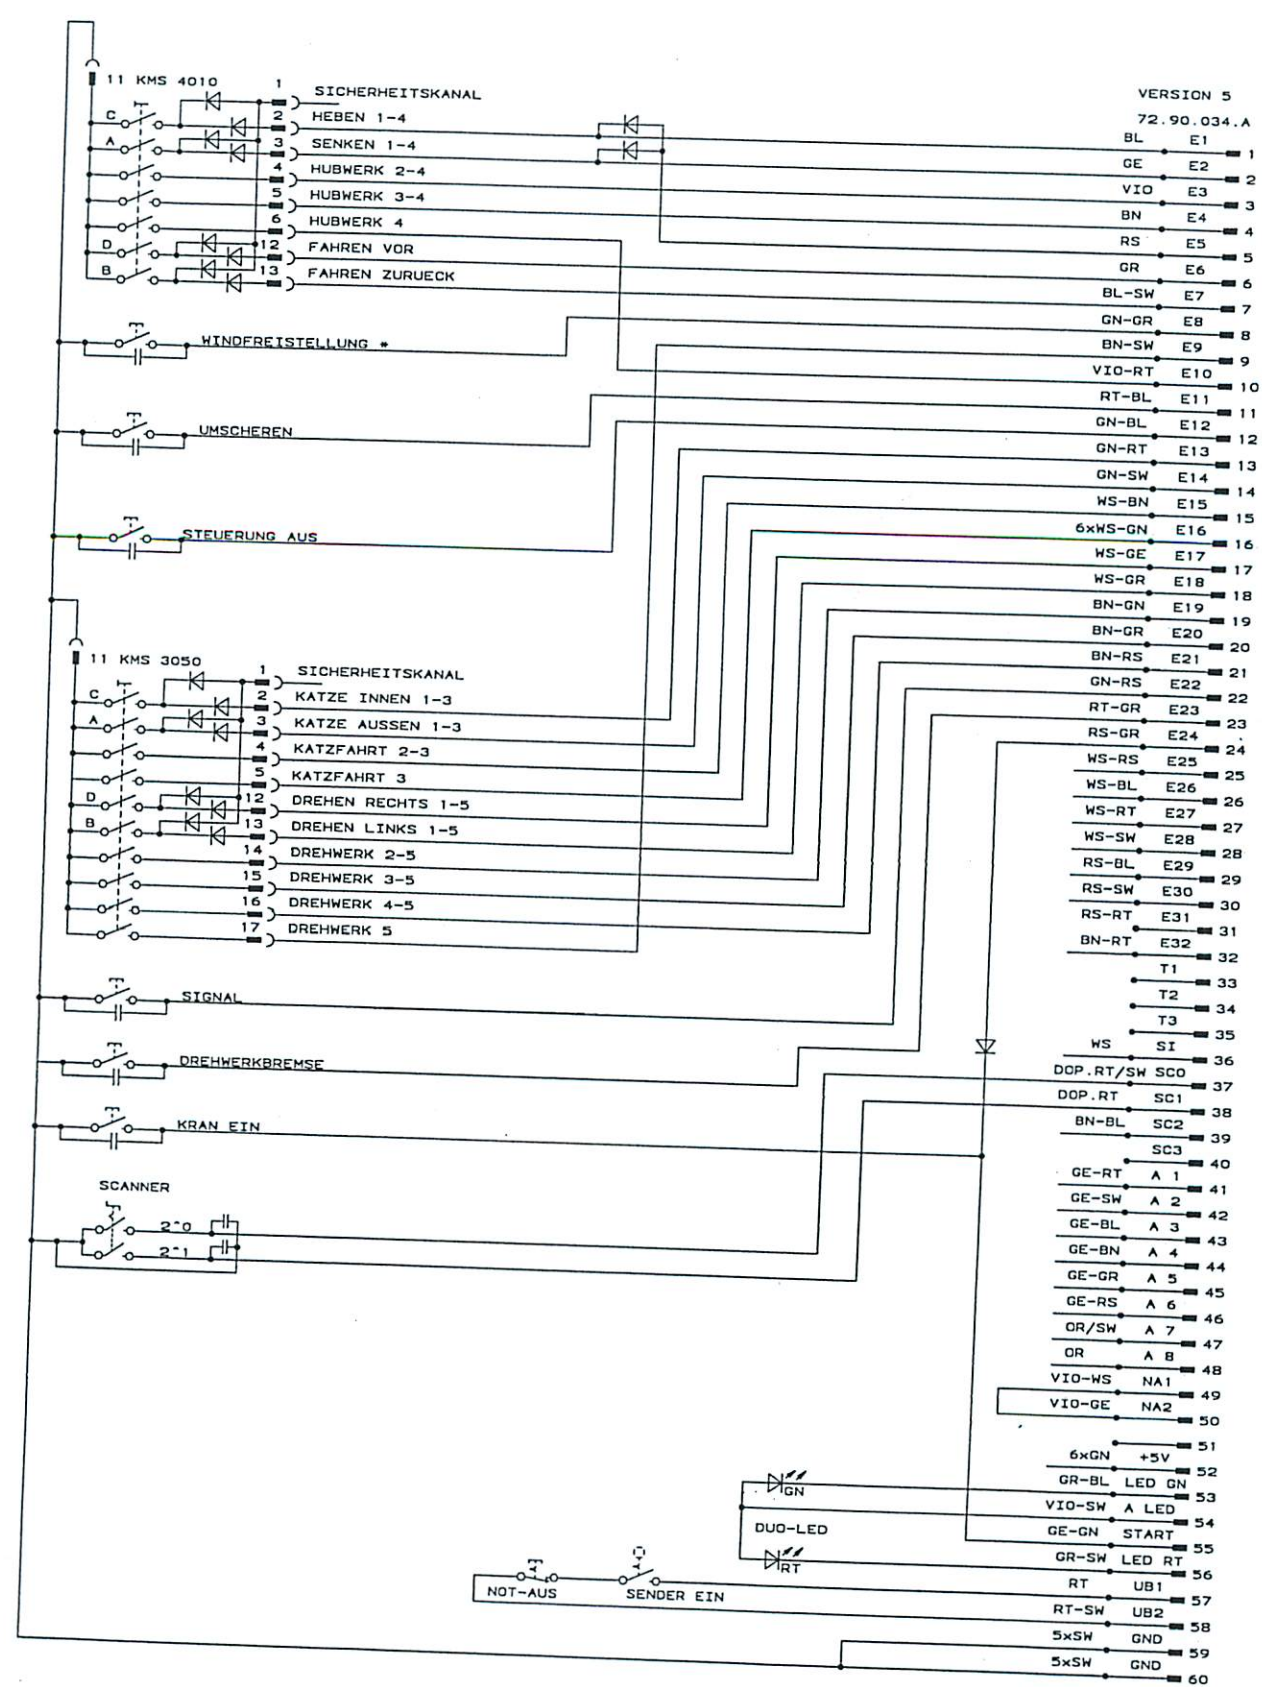 VERSION 5
72.90.034.A
11 KMS 4010
1 SICHERHEITSKANAL
C 2 HEBEN 1-4
A 3 SENKEN 1-4
4 HUBWERK 2-4
5 HUBWERK 3-4
6 HUBWERK 4
D 12 FAHREN VOR
B 13 FAHREN ZURUECK
WINDFREISTELLUNG *
UMSCHEREN
STEUERUNG AUS
11 KMS 3050
1 SICHERHEITSKANAL
C 2 KATZE INNEN 1-3
A 3 KATZE AUSSEN 1-3
4 KATZFAHRT 2-3
5 KATZFAHRT 3
D 12 DREHEN RECHTS 1-5
B 13 DREHEN LINKS 1-5
14 DREHWERK 2-5
15 DREHWERK 3-5
16 DREHWERK 4-5
17 DREHWERK 5
SIGNAL
DREHWERKBREMSE
KRAN EIN
SCANNER
2^0
2^1
GN
DUO-LED
RT
NOT-AUS
SENDER EIN
BL E1 1
GE E2 2
VIO E3 3
BN E4 4
RS E5 5
GR E6 6
BL-SW E7 7
GN-GR E8 8
BN-SW E9 9
VIO-RT E10 10
RT-BL E11 11
GN-BL E12 12
GN-RT E13 13
GN-SW E14 14
WS-BN E15 15
6xWS-GN E16 16
WS-GE E17 17
WS-GR E18 18
BN-GN E19 19
BN-GR E20 20
BN-RS E21 21
GN-RS E22 22
RT-GR E23 23
RS-GR E24 24
WS-RS E25 25
WS-BL E26 26
WS-RT E27 27
WS-SW E28 28
RS-BL E29 29
RS-SW E30 30
RS-RT E31 31
BN-RT E32 32
T1 33
T2 34
T3 35
WS SI 36
DOP.RT/SW SC0 37
DOP.RT SC1 38
BN-BL SC2 39
SC3 40
GE-RT A 1 41
GE-SW A 2 42
GE-BL A 3 43
GE-BN A 4 44
GE-GR A 5 45
GE-RS A 6 46
OR/SW A 7 47
OR A 8 48
VIO-WS NA1 49
VIO-GE NA2 50
51
6xGN +5V 52
GR-BL LED GN 53
VIO-SW A LED 54
GE-GN START 55
GR-SW LED RT 56
RT UB1 57
RT-SW UB2 58
5xSW GND 59
5xSW GND 60